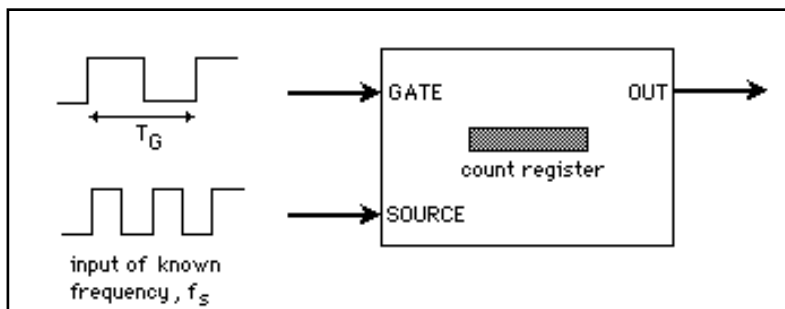 T_G
input of known
frequency, f_s
GATE
SOURCE
OUT
count register